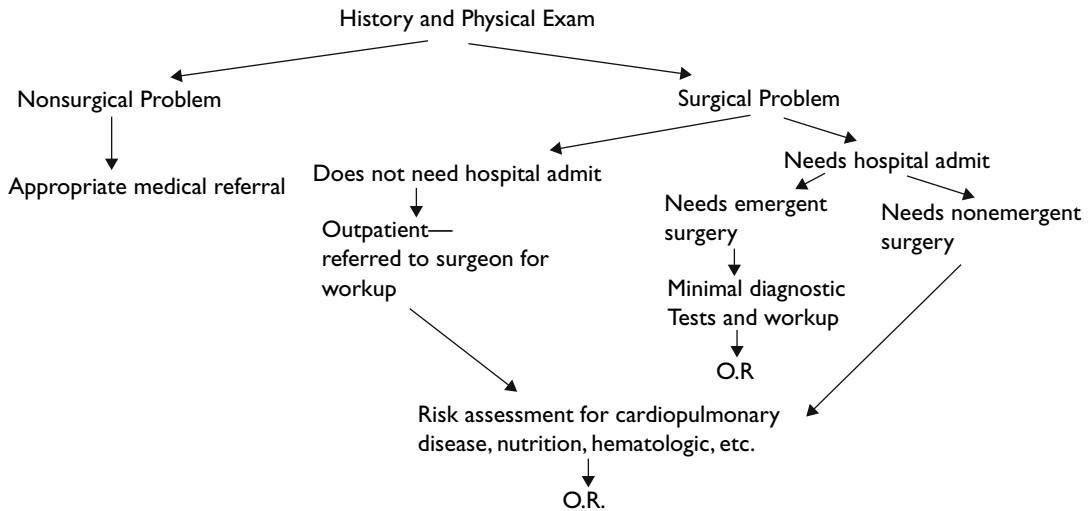 History and Physical Exam
Nonsurgical Problem
Surgical Problem
Appropriate medical referral
Does not need hospital admit
Needs hospital admit
Outpatient—
referred to surgeon for
workup
Needs emergent
surgery
Needs nonemergent
surgery
Minimal diagnostic
Tests and workup
O.R
Risk assessment for cardiopulmonary
disease, nutrition, hematologic, etc.
O.R.